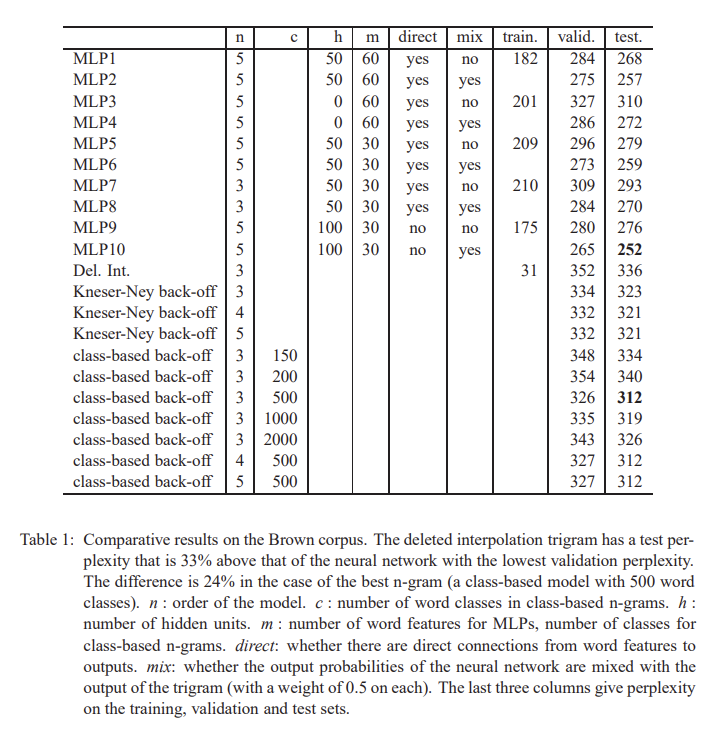 n c h m direct mix train. valid. test.
MLP1 5 50 60 yes no 182 284 268
MLP2 5 50 60 yes yes 275 257
MLP3 5 0 60 yes no 201 327 310
MLP4 5 0 60 yes yes 286 272
MLP5 5 50 30 yes no 209 296 279
MLP6 5 50 30 yes yes 273 259
MLP7 3 50 30 yes no 210 309 293
MLP8 3 50 30 yes yes 284 270
MLP9 5 100 30 no no 175 280 276
MLP10 5 100 30 no yes 265 252
Del. Int. 3 31 352 336
Kneser-Ney back-off 3 334 323
Kneser-Ney back-off 4 332 321
Kneser-Ney back-off 5 332 321
class-based back-off 3 150 348 334
class-based back-off 3 200 354 340
class-based back-off 3 500 326 312
class-based back-off 3 1000 335 319
class-based back-off 3 2000 343 326
class-based back-off 4 500 327 312
class-based back-off 5 500 327 312
Table 1: Comparative results on the Brown corpus. The deleted interpolation trigram has a test per-
plexity that is 33% above that of the neural network with the lowest validation perplexity.
The difference is 24% in the case of the best n-gram (a class-based model with 500 word
classes). n : order of the model. c : number of word classes in class-based n-grams. h :
number of hidden units. m : number of word features for MLPs, number of classes for
class-based n-grams. direct: whether there are direct connections from word features to
outputs. mix: whether the output probabilities of the neural network are mixed with the
output of the trigram (with a weight of 0.5 on each). The last three columns give perplexity
on the training, validation and test sets.